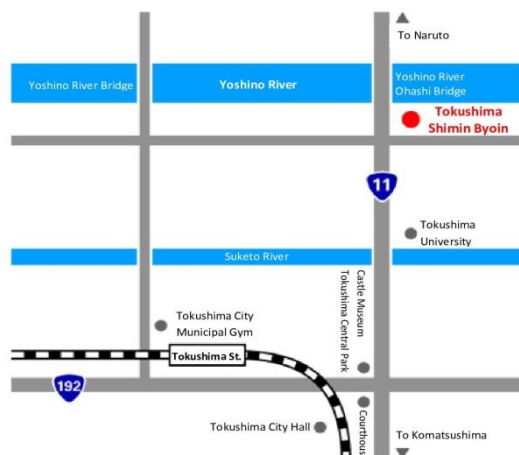 To Naruto
Yoshino River Bridge
Yoshino River
Yoshino River
Ohashi Bridge
Tokushima
Shimin Byoin
11
Tokushima
University
Suketo River
Castle Museum
Tokushima Central Park
Tokushima City
Municipal Gym
Tokushima St.
192
Tokushima City Hall
Courthous
To Komatsushima